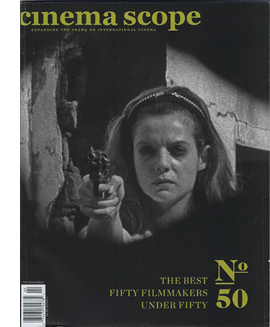 cinema scope
EXPANDING THE FRAME ON INTERNATIONAL CINEMA
THE BEST
FIFTY FILMMAKERS
UNDER FIFTY
Nº
50